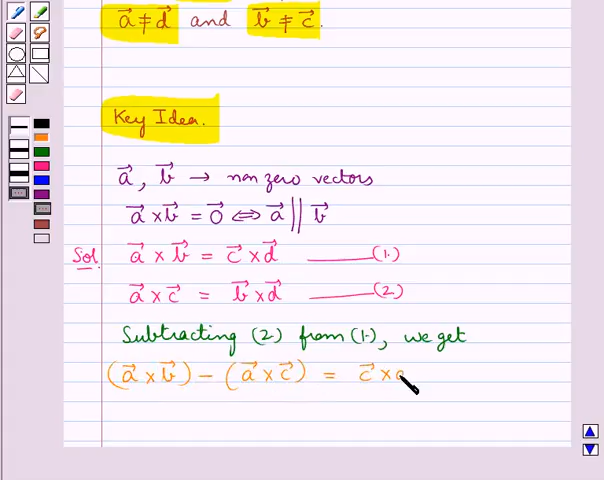 a⃗ ≠ d⃗ and b⃗ ≠ c⃗.
Key Idea.
a⃗, b⃗ → non zero vectors
a⃗ × b⃗ = 0⃗ ⇔ a⃗ || b⃗
Sol a⃗ × b⃗ = c⃗ × d⃗ ——— (1.)
a⃗ × c⃗ = b⃗ × d⃗ ——— (2.)
Subtracting (2) from (1.), we get
(a⃗ × b⃗) − (a⃗ × c⃗) = c⃗ ×